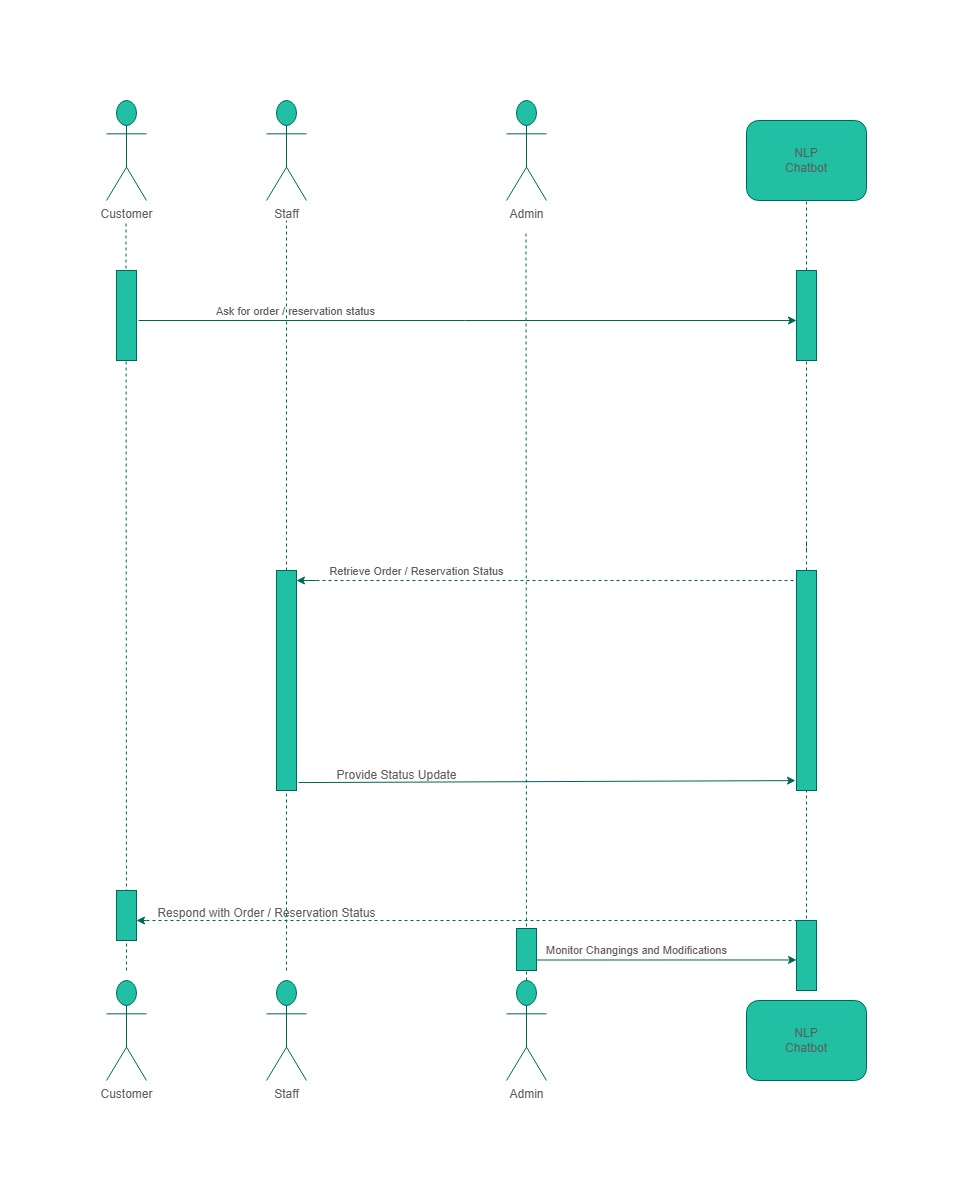 Customer
Staff
Admin
NLP
Chatbot
Ask for order / reservation status
Retrieve Order / Reservation Status
Provide Status Update
Respond with Order / Reservation Status
Monitor Changings and Modifications
NLP
Chatbot
Customer
Staff
Admin